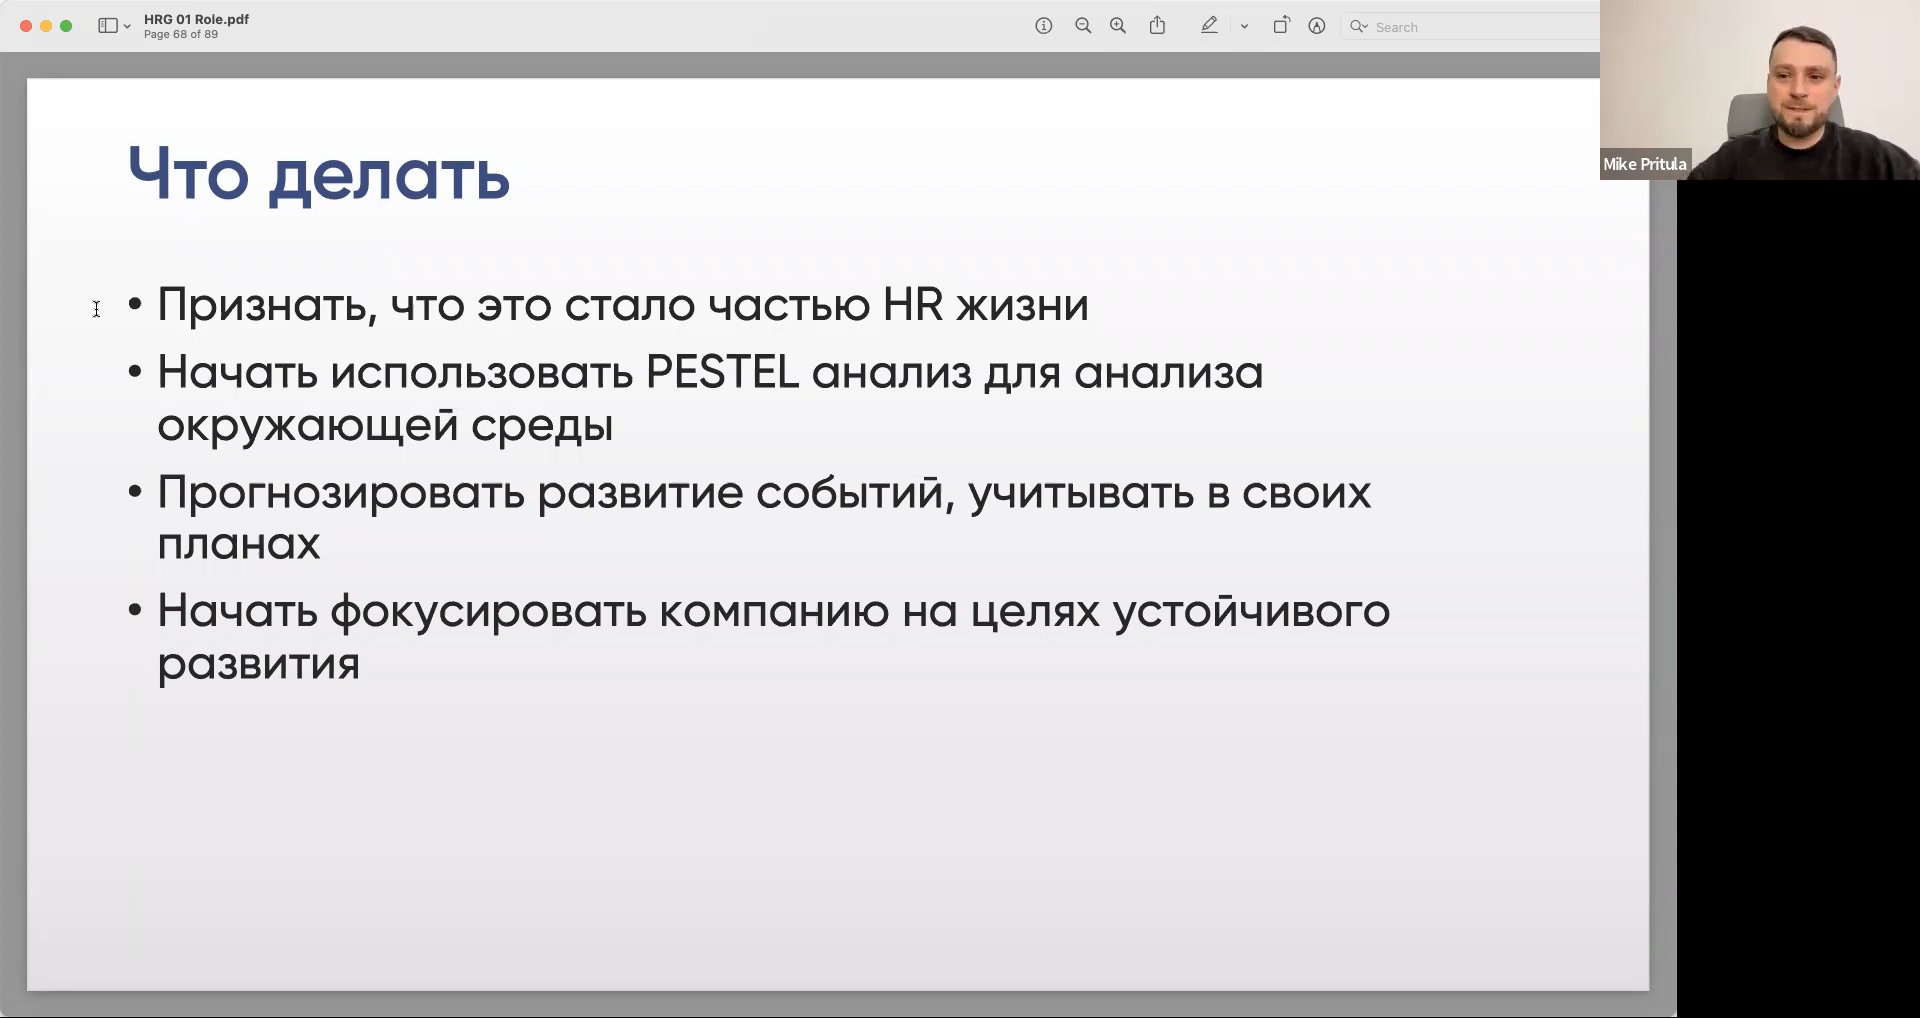 HRG 01 Role.pdf
Page 68 of 89
Search
Mike Pritula
Что делать
• Признать, что это стало частью HR жизни
• Начать использовать PESTEL анализ для анализа
окружающей среды
• Прогнозировать развитие событий, учитывать в своих
планах
• Начать фокусировать компанию на целях устойчивого
развития